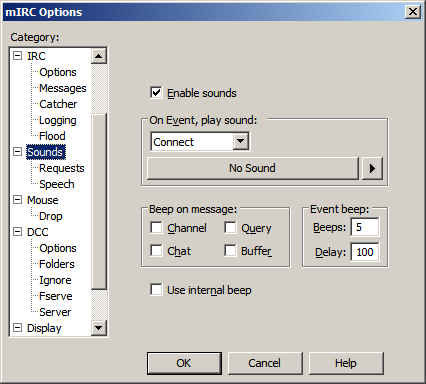 mIRC Options
Category:
IRC
Options
Messages
Catcher
Logging
Flood
Sounds
Requests
Speech
Mouse
Drop
DCC
Options
Folders
Ignore
Fserve
Server
Display
Enable sounds
On Event, play sound:
Connect
No Sound
Beep on message:
Channel Query
Chat Buffer
Event beep:
Beeps: 5
Delay: 100
Use internal beep
OK Cancel Help